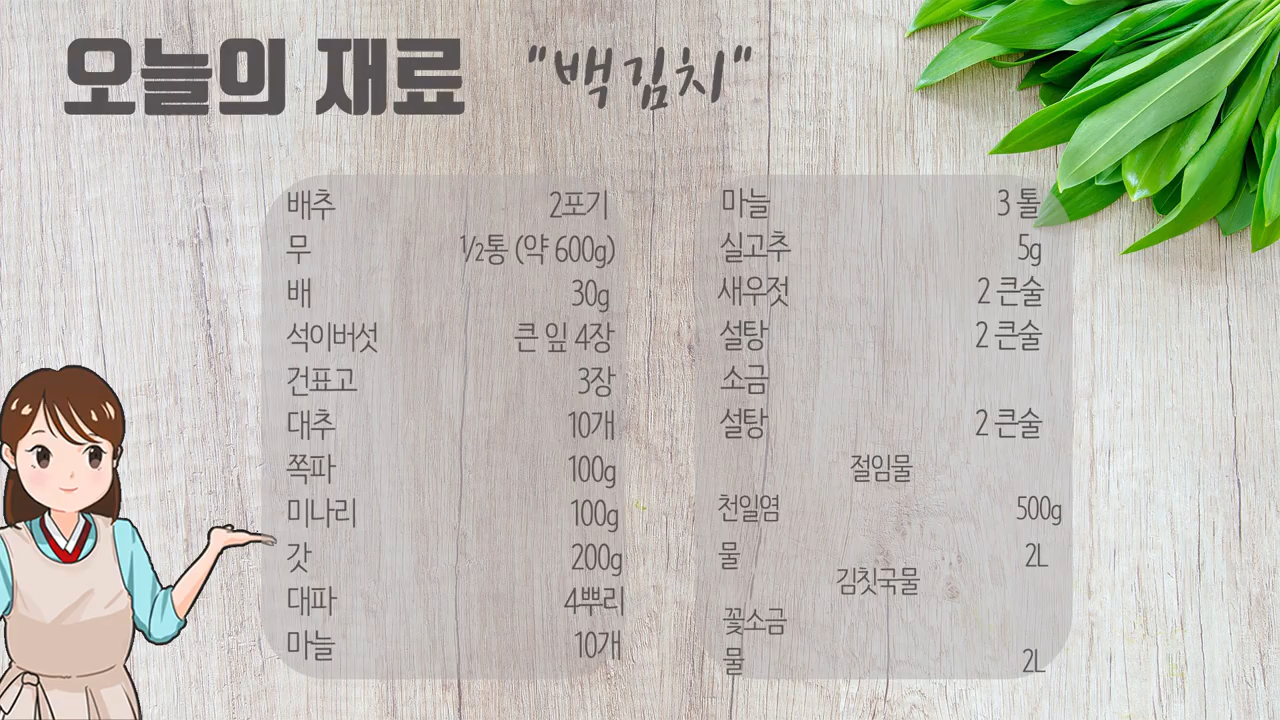 오늘의 재료 "백김치"
배추 2포기
무 ½통 (약 600g)
배 30g
석이버섯 큰 잎 4장
건표고 3장
대추 10개
쪽파 100g
미나리 100g
갓 200g
대파 4뿌리
마늘 10개
마늘 3 톨
실고추 5g
새우젓 2 큰술
설탕 2 큰술
소금
설탕 2 큰술
절임물
천일염 500g
물 2L
김칫국물
꽃소금
물 2L